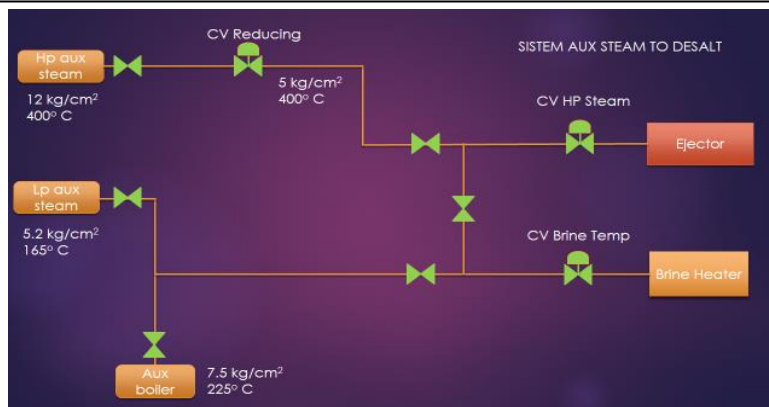 CV Reducing
SISTEM AUX STEAM TO DESALT
Hp aux
steam
12 kg/cm²
400° C
5 kg/cm²
400° C
CV HP Steam
Ejector
Lp aux
steam
5.2 kg/cm²
165° C
CV Brine Temp
Brine Heater
Aux
boiler
7.5 kg/cm²
225° C